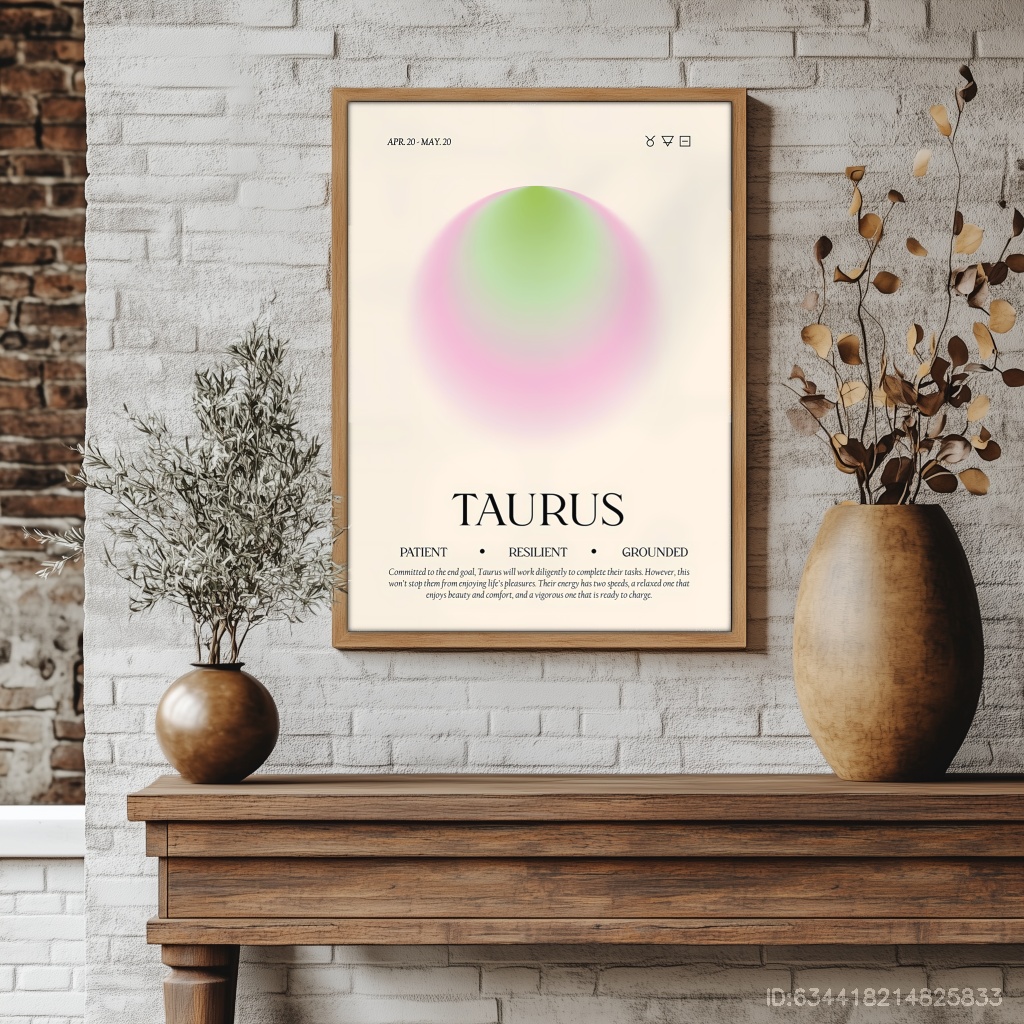 APR. 20 - MAY. 20
TAURUS
PATIENT • RESILIENT • GROUNDED
Committed to the end goal, Taurus will work diligently to complete their tasks. However, this
won't stop them from enjoying life's pleasures. Their energy has two speeds, a relaxed one that
enjoys beauty and comfort, and a vigorous one that is ready to charge.
ID:634418214825833